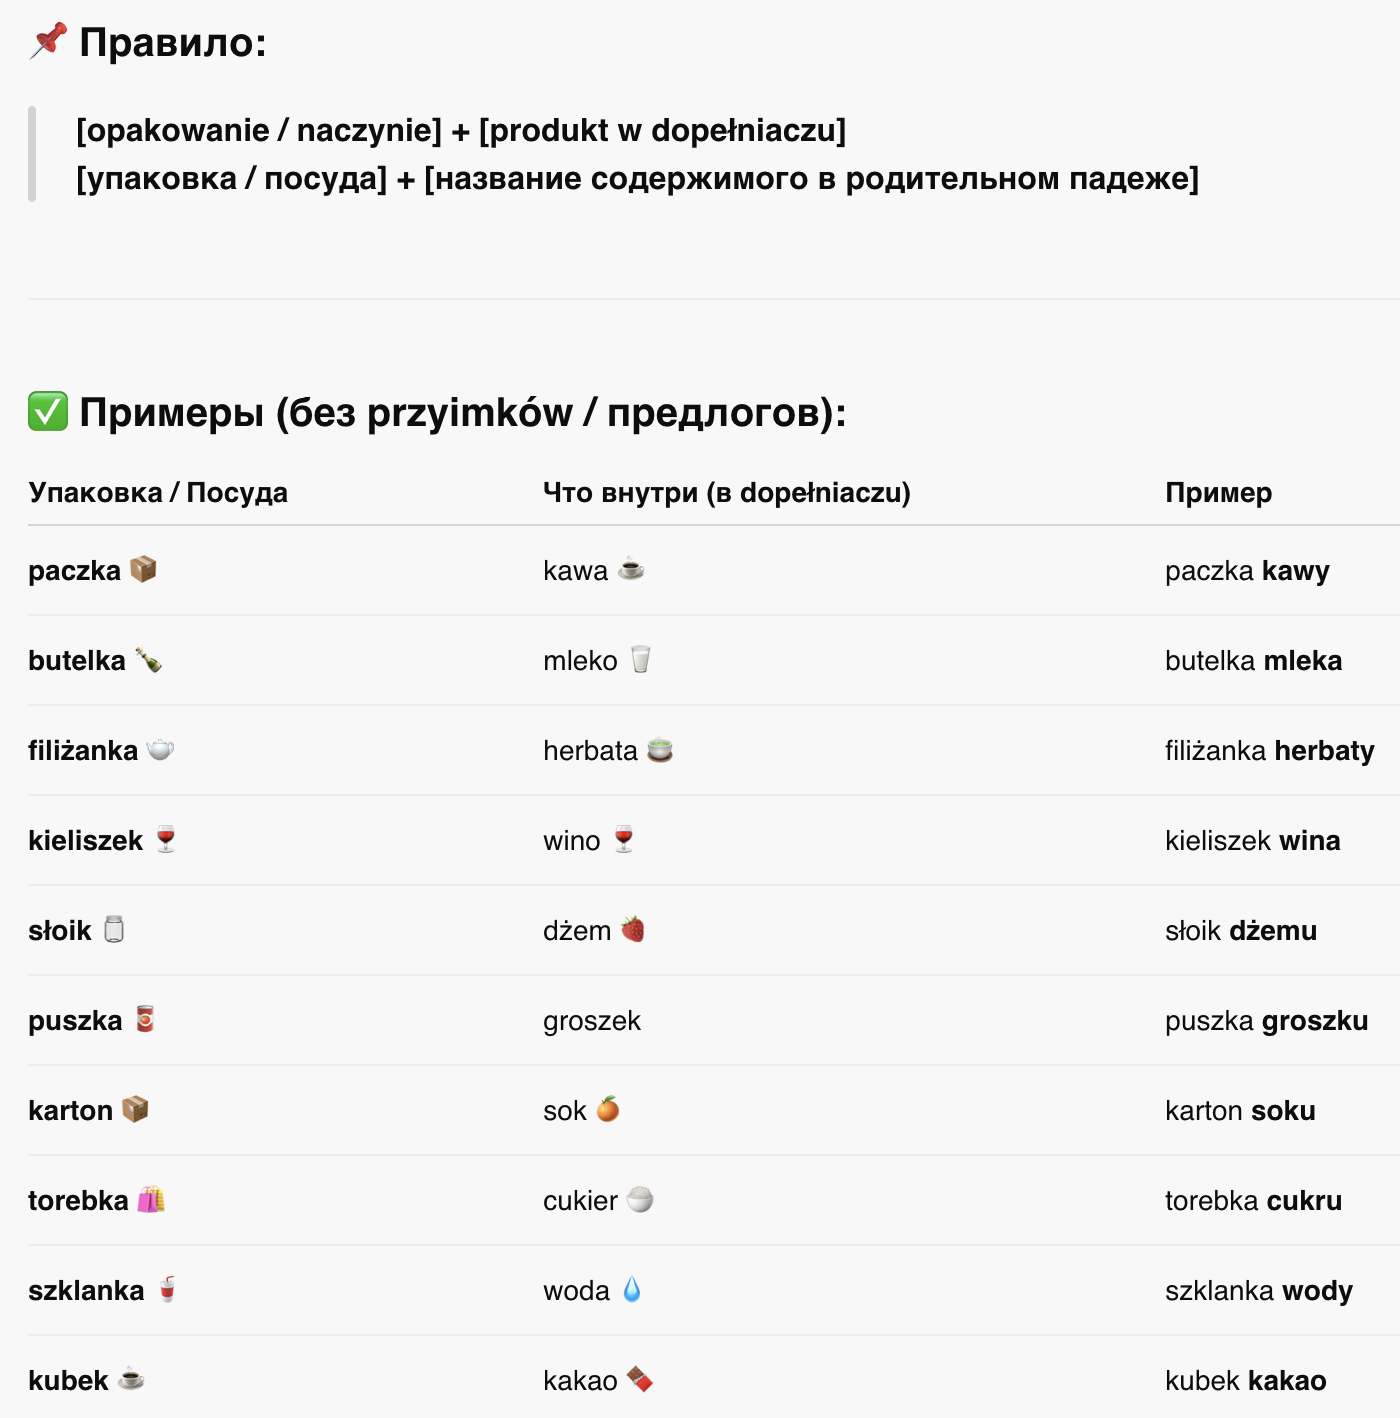 📌 Правило:
[opakowanie / naczynie] + [produkt w dopełniaczu]
[упаковка / посуда] + [название содержимого в родительном падеже]
✅ Примеры (без przyimków / предлогов):
Упаковка / Посуда Что внутри (в dopełniaczu) Пример
paczka 📦 kawa ☕ paczka kawy
butelka 🍾 mleko 🥛 butelka mleka
filiżanka 🫖 herbata 🍵 filiżanka herbaty
kieliszek 🍷 wino 🍷 kieliszek wina
słoik 🫙 dżem 🍓 słoik dżemu
puszka 🥫 groszek puszka groszku
karton 📦 sok 🍊 karton soku
torebka 🛍️ cukier 🍚 torebka cukru
szklanka 🥤 woda 💧 szklanka wody
kubek ☕ kakao 🍫 kubek kakao